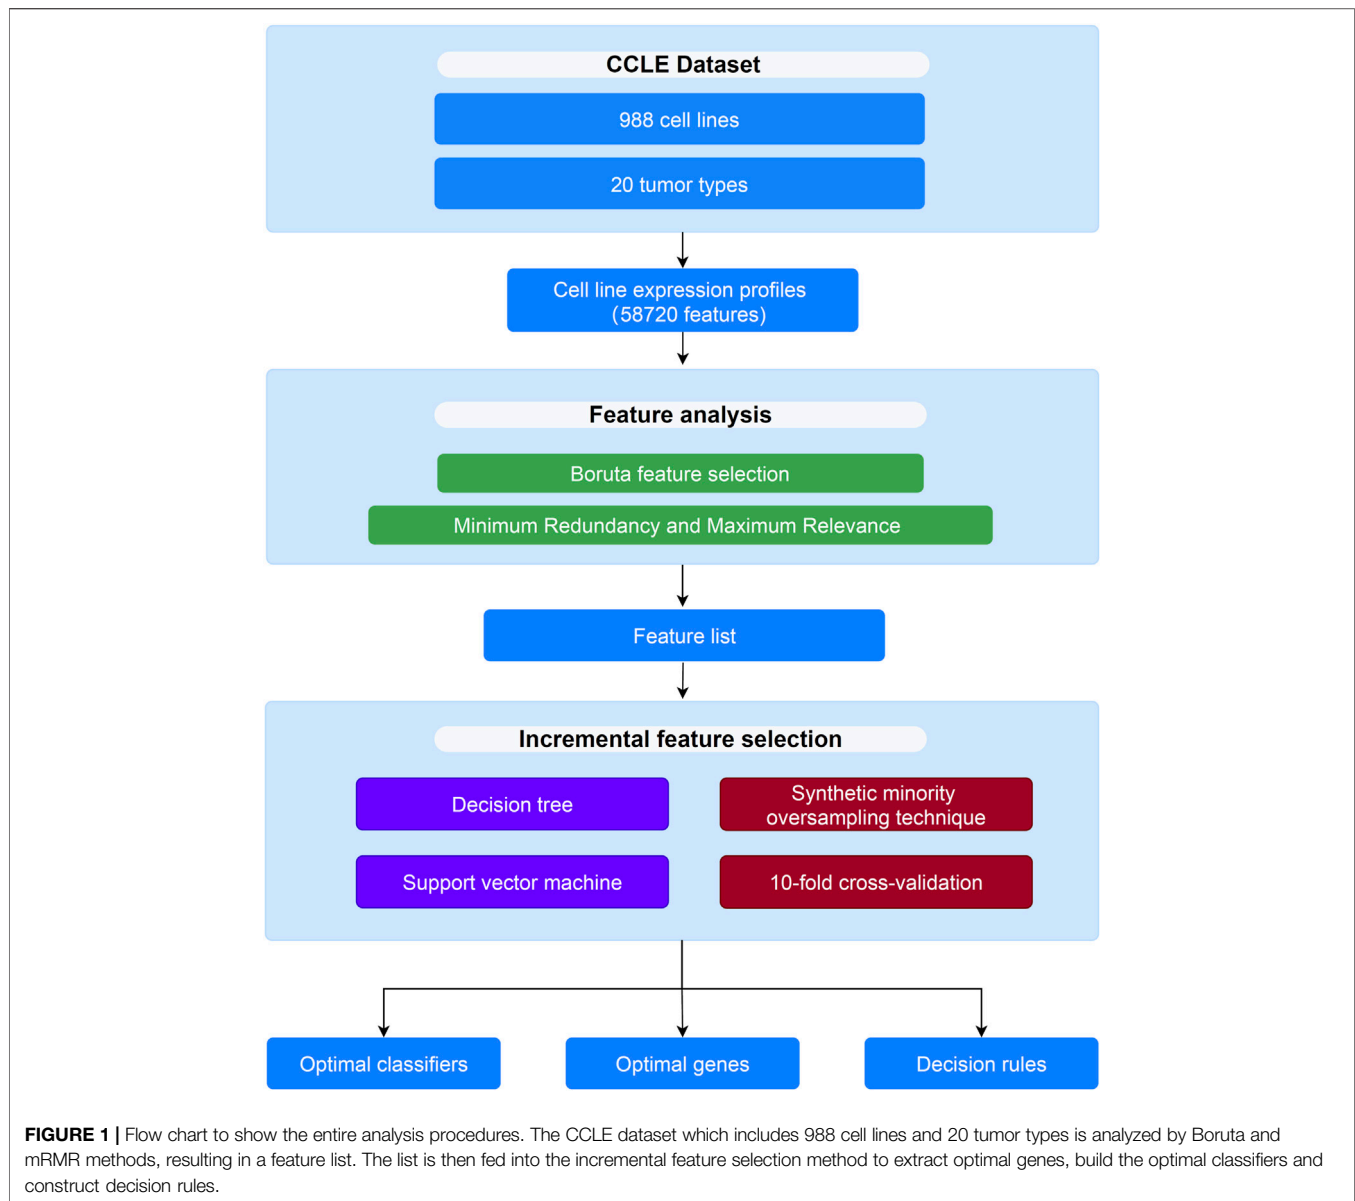 CCLE Dataset
988 cell lines
20 tumor types
Cell line expression profiles
(58720 features)
Feature analysis
Boruta feature selection
Minimum Redundancy and Maximum Relevance
Feature list
Incremental feature selection
Decision tree
Synthetic minority
oversampling technique
Support vector machine
10-fold cross-validation
Optimal classifiers
Optimal genes
Decision rules
FIGURE 1 | Flow chart to show the entire analysis procedures. The CCLE dataset which includes 988 cell lines and 20 tumor types is analyzed by Boruta and
mRMR methods, resulting in a feature list. The list is then fed into the incremental feature selection method to extract optimal genes, build the optimal classifiers and
construct decision rules.